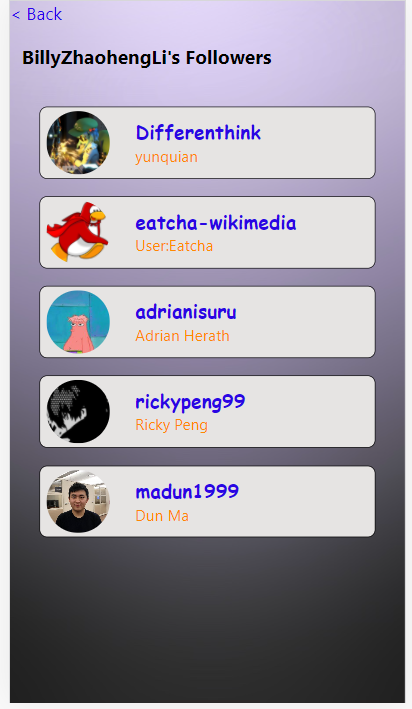 < Back
BillyZhaohengLi's Followers
Differenthink
yunquian
eatcha-wikimedia
User:Eatcha
adrianisuru
Adrian Herath
rickypeng99
Ricky Peng
madun1999
Dun Ma